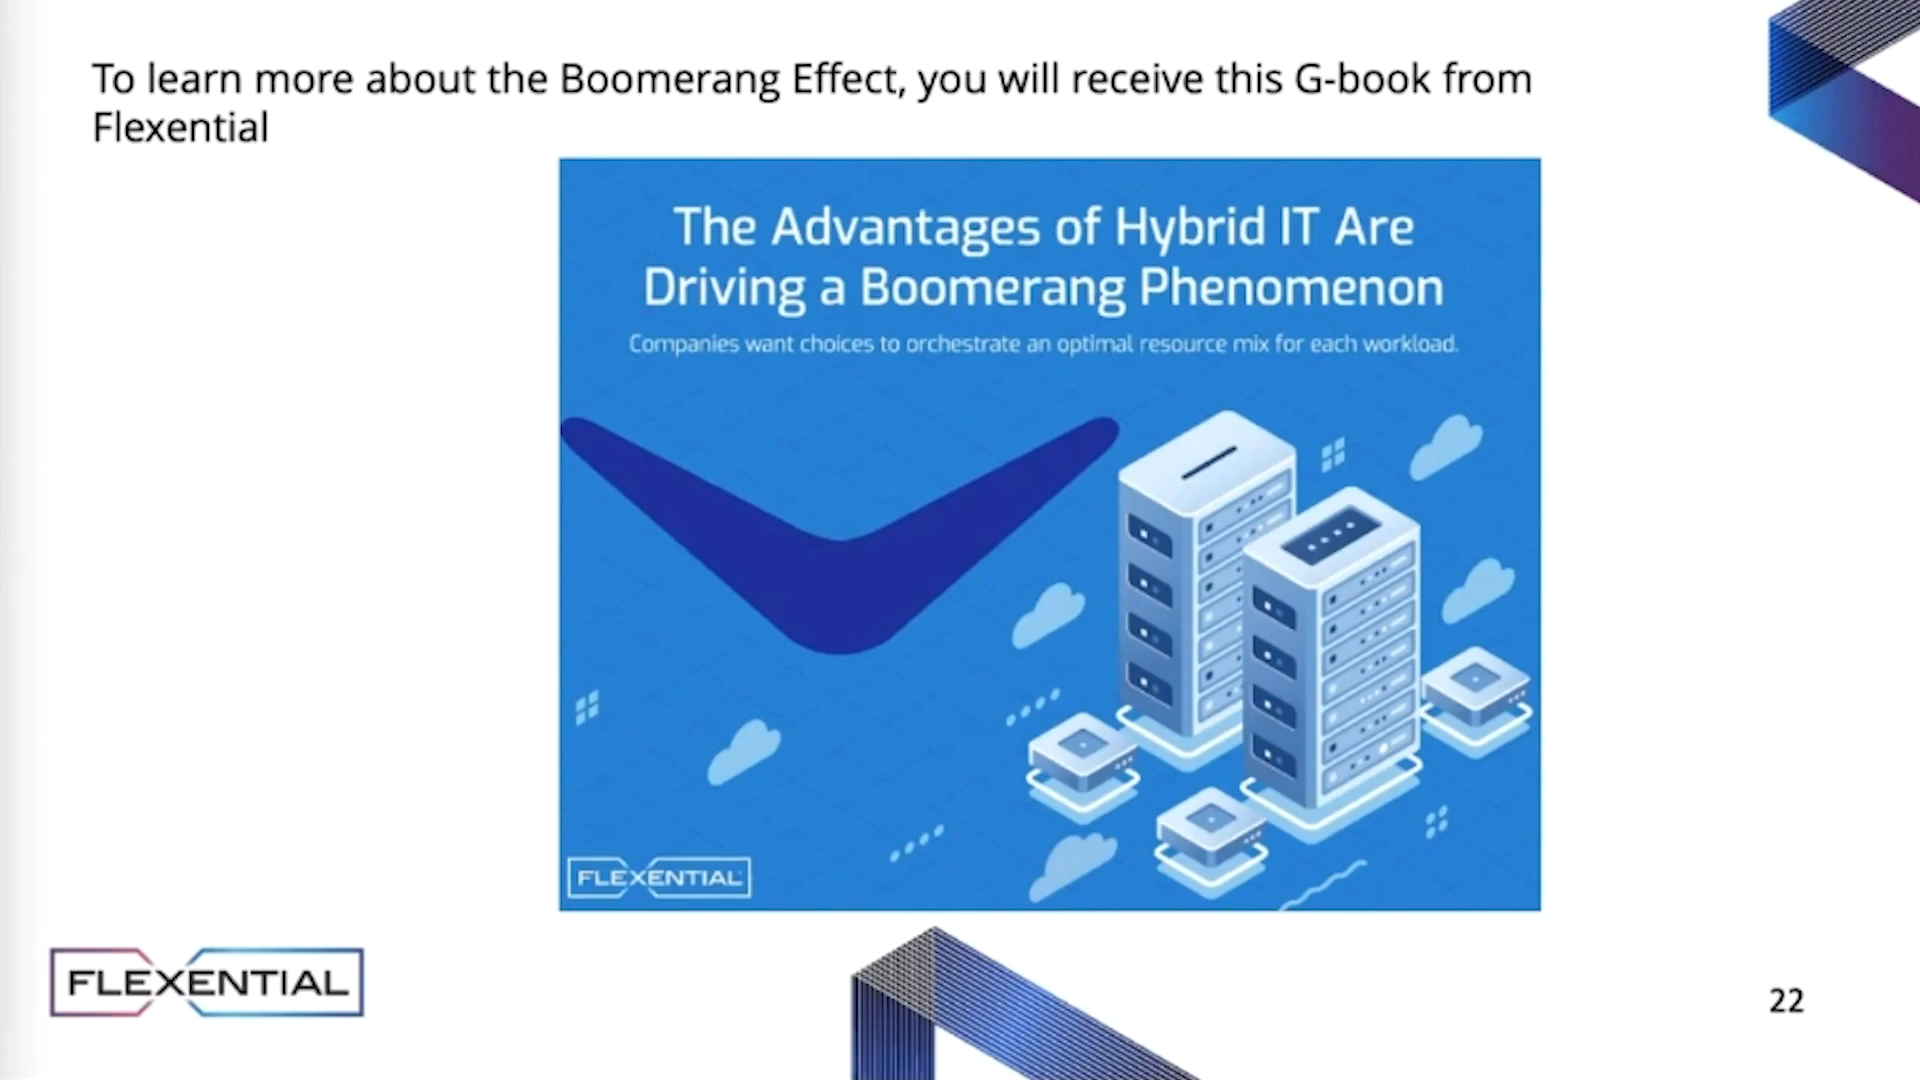 To learn more about the Boomerang Effect, you will receive this G-book from
Flexential
The Advantages of Hybrid IT Are
Driving a Boomerang Phenomenon
Companies want choices to orchestrate an optimal resource mix for each workload.
FLEXENTIAL
FLEXENTIAL
22